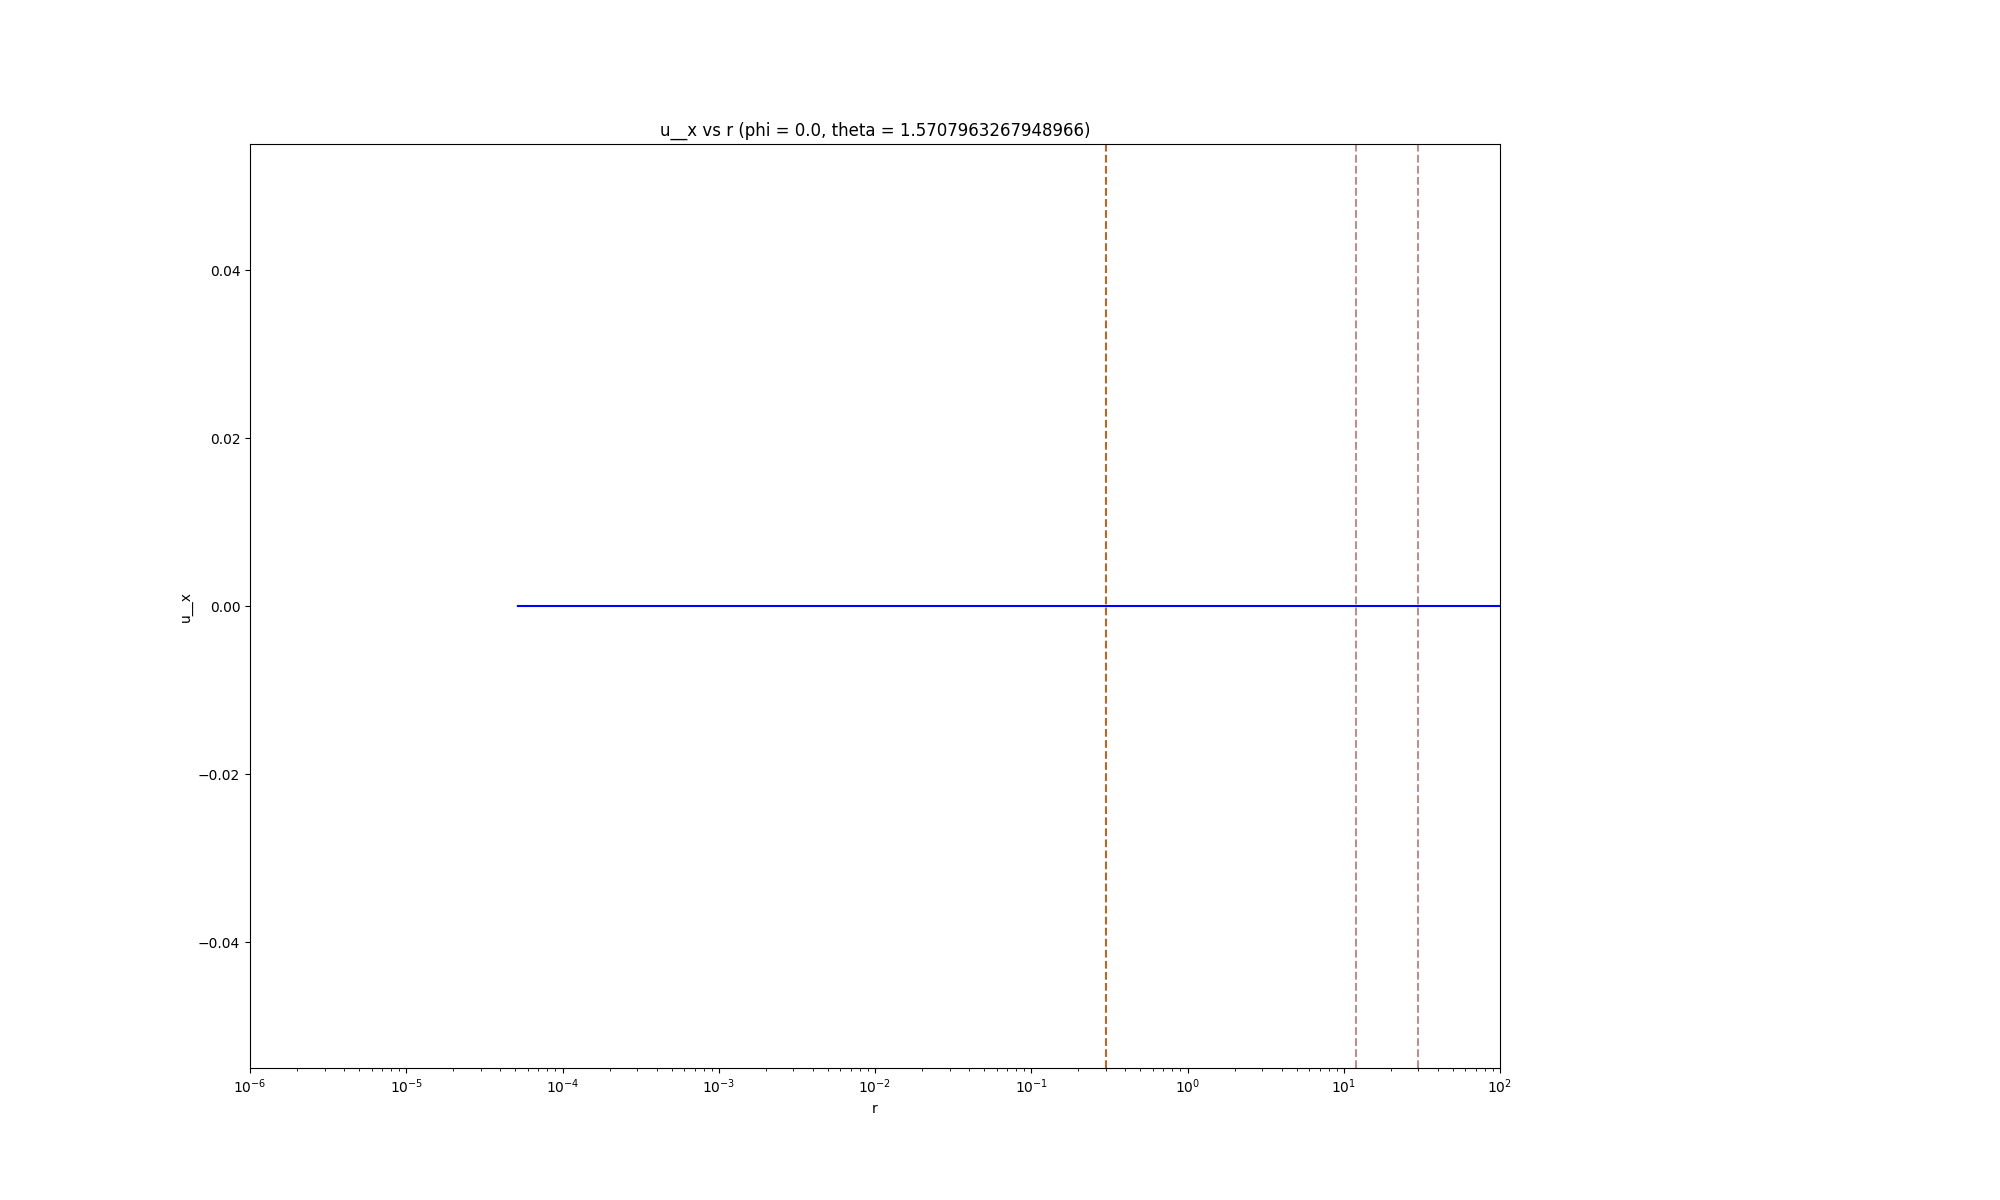 u__x vs r (phi = 0.0, theta = 1.5707963267948966)
0.04
0.02
0.00
−0.02
−0.04
u__x
10⁻⁶ 10⁻⁵ 10⁻⁴ 10⁻³ 10⁻² 10⁻¹ 10⁰ 10¹ 10²
r